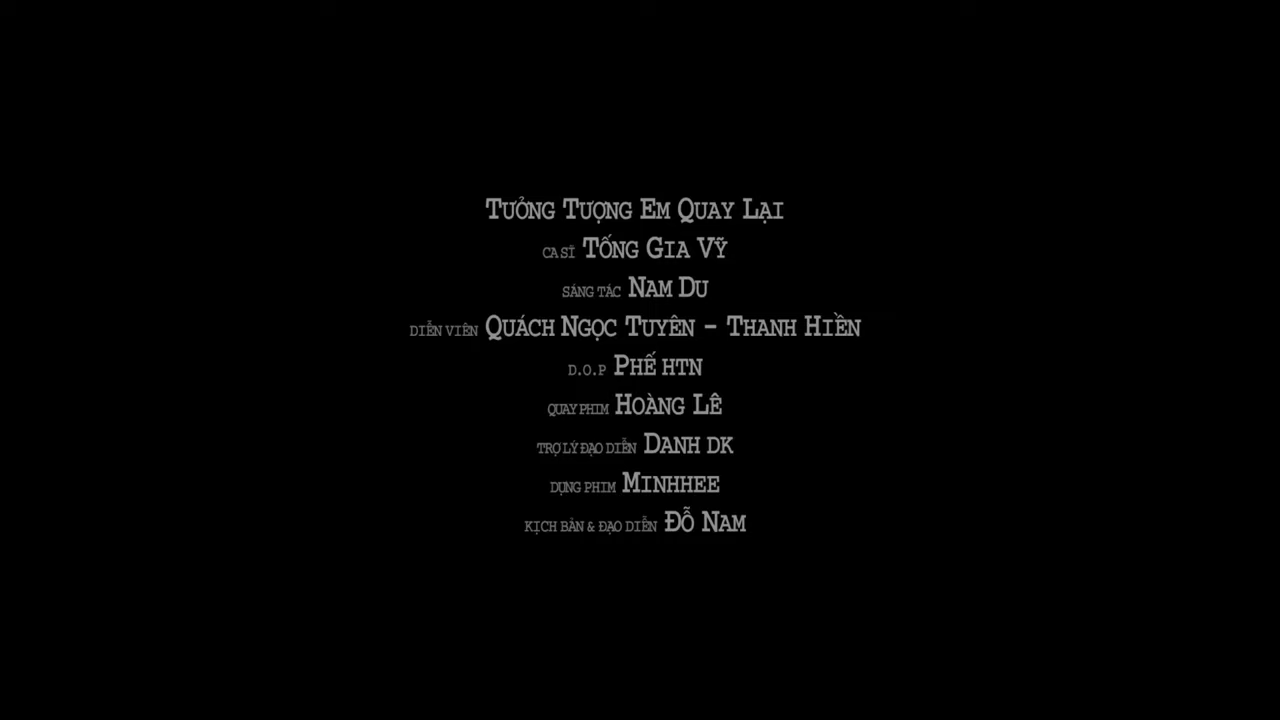 TƯỞNG TƯỢNG EM QUAY LẠI
CA SĨ TỐNG GIA VỸ
SÁNG TÁC NAM DU
DIỄN VIÊN QUÁCH NGỌC TUYÊN - THANH HIỀN
D.O.P PHẾ HTN
QUAY PHIM HOÀNG LÊ
TRỢ LÝ ĐẠO DIỄN DANH DK
DỤNG PHIM MINHHEE
KỊCH BẢN & ĐẠO DIỄN ĐỖ NAM